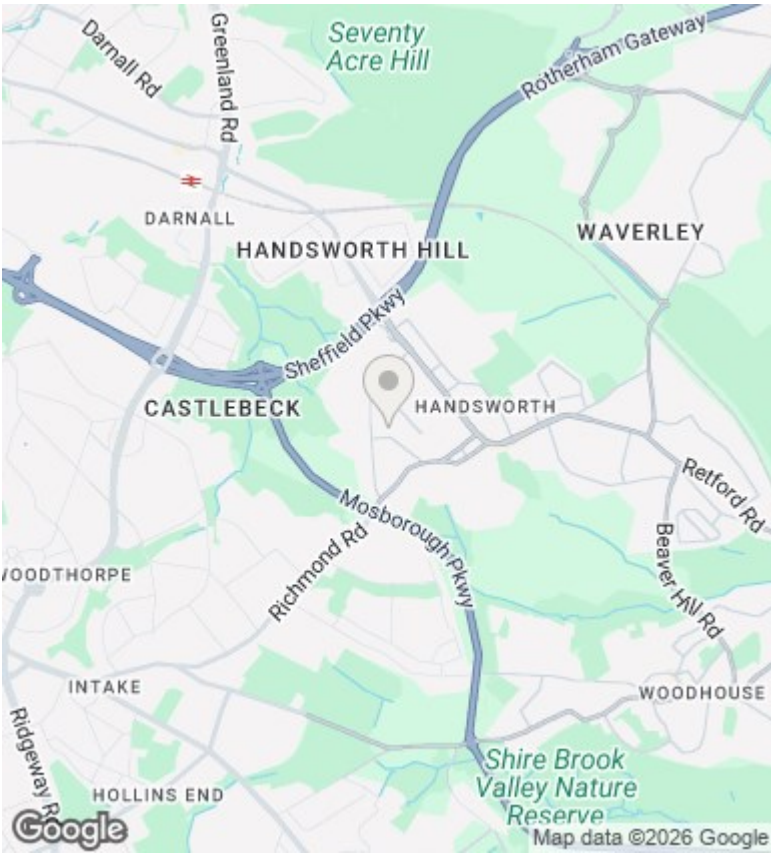 Seventy
Acre Hill
Darnall Rd
Greenland Rd
Rotherham Gateway
DARNALL
WAVERLEY
HANDSWORTH HILL
Sheffield Pkwy
CASTLEBECK
HANDSWORTH
Retford Rd
Mosborough Pkwy
Richmond Rd
Beaver Hill Rd
WOODTHORPE
INTAKE
WOODHOUSE
Ridgeway R
Shire Brook
Valley Nature
Reserve
HOLLINS END
Google
Map data ©2026 Google